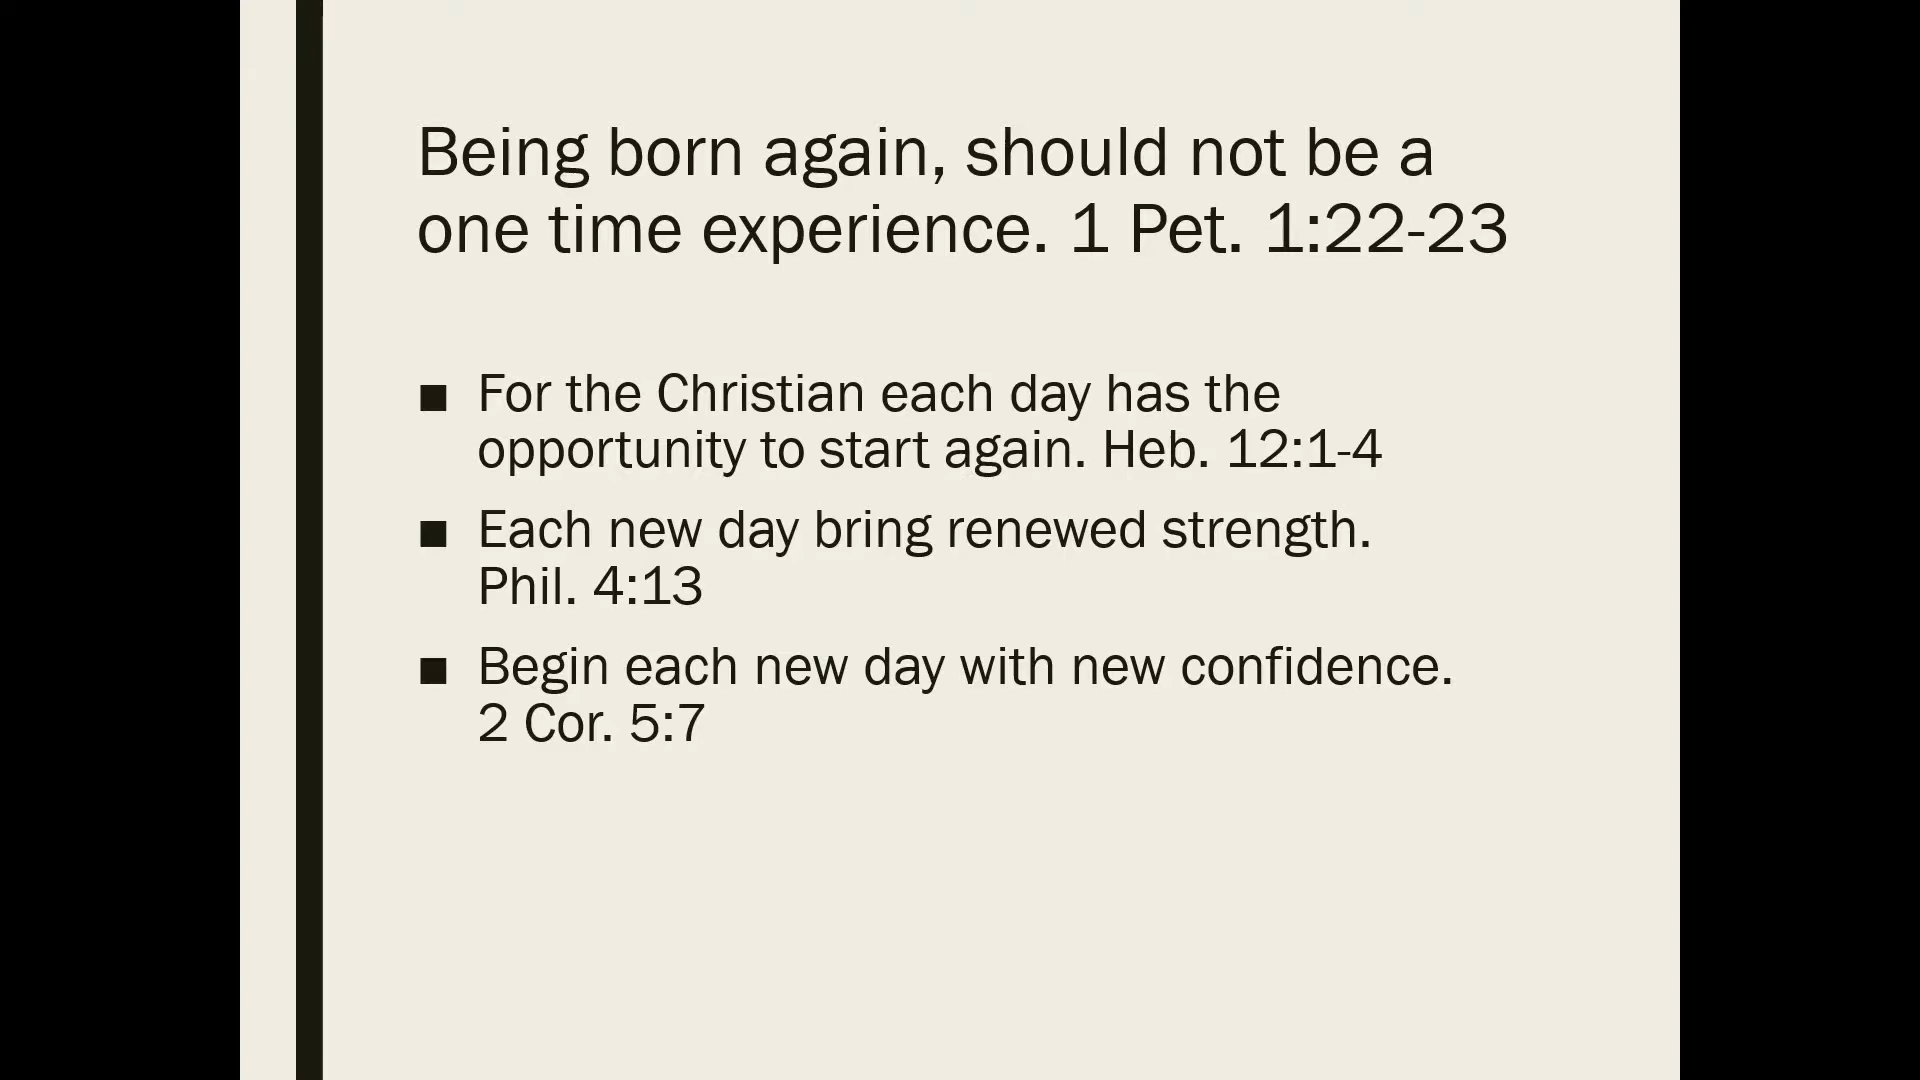 Being born again, should not be a
one time experience. 1 Pet. 1:22-23
■ For the Christian each day has the
opportunity to start again. Heb. 12:1-4
■ Each new day bring renewed strength.
Phil. 4:13
■ Begin each new day with new confidence.
2 Cor. 5:7